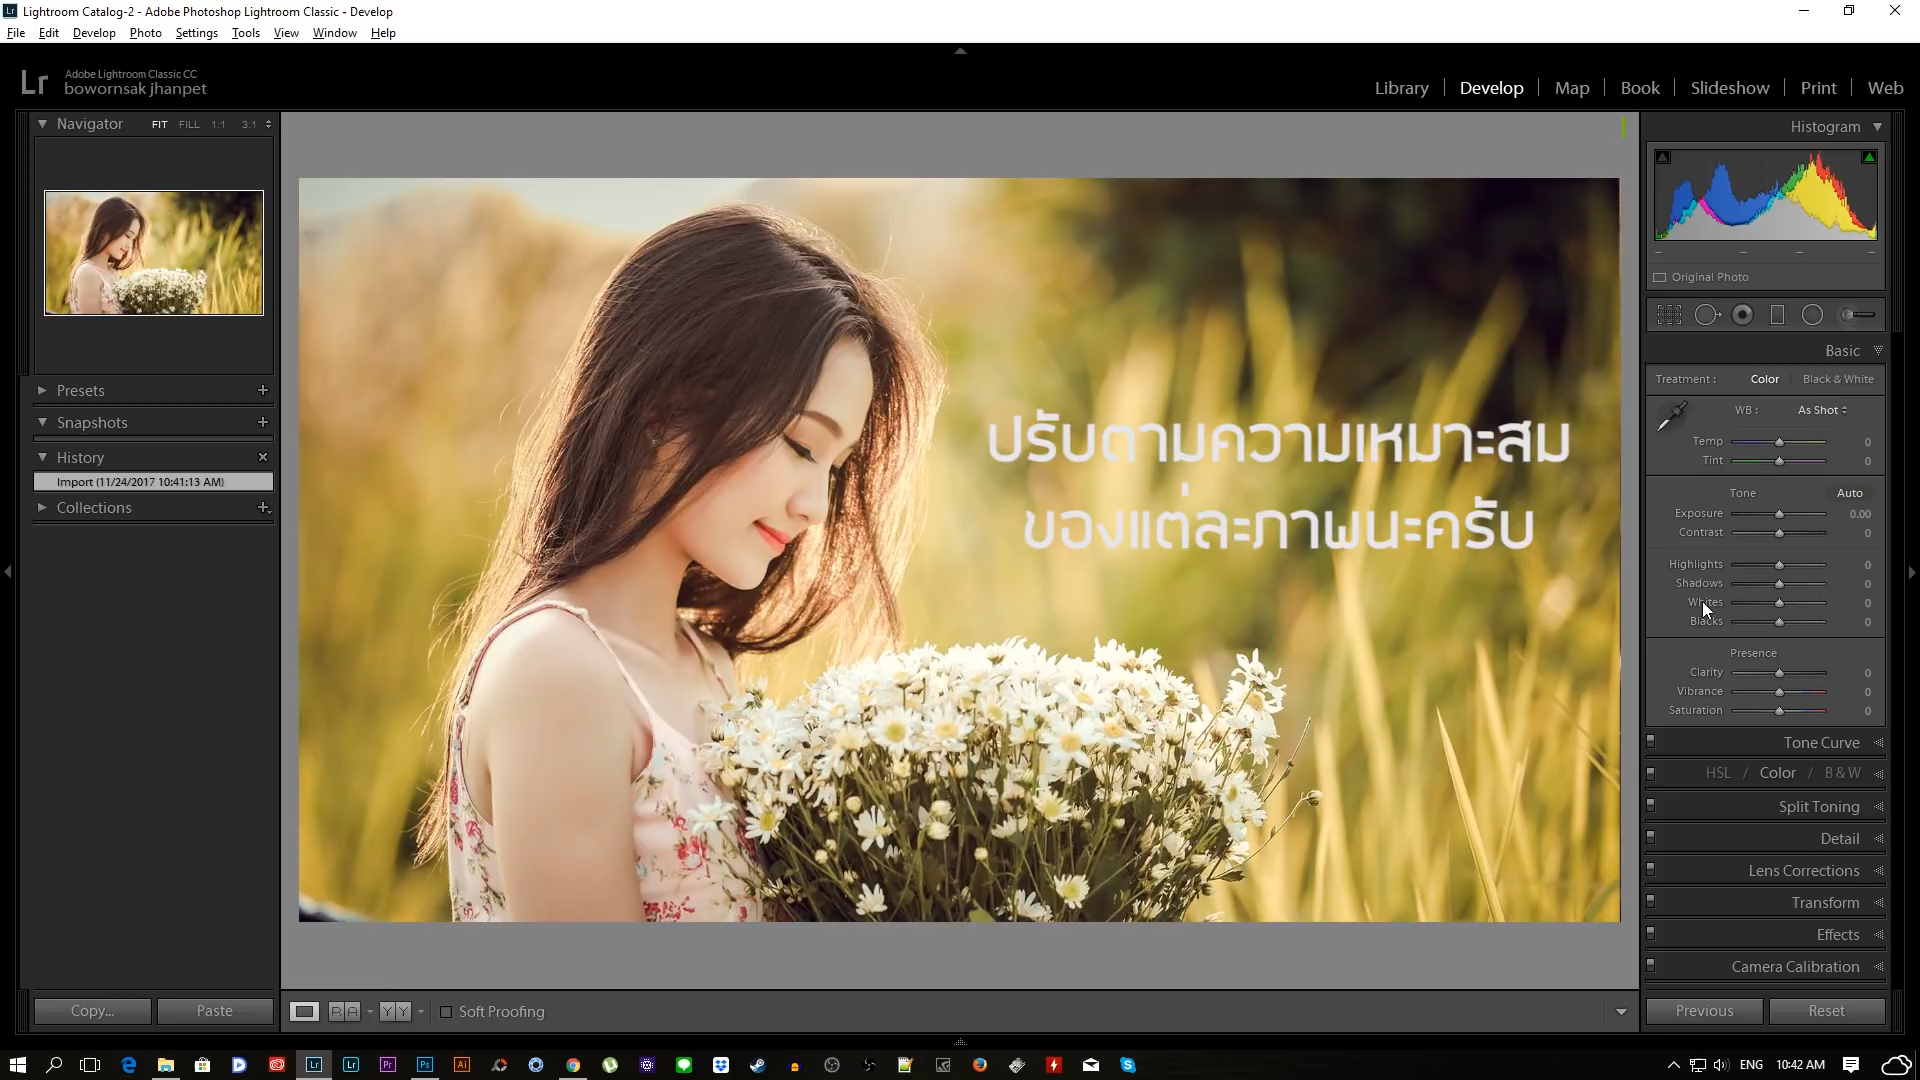 Lightroom Catalog-2 - Adobe Photoshop Lightroom Classic - Develop
File Edit Develop Photo Settings Tools View Window Help
Lr Adobe Lightroom Classic CC
bowornsak jhanpet
Library Develop Map Book Slideshow Print Web
Navigator FIT FILL 1:1 3:1
Presets
Snapshots
History
Import (11/24/2017 10:41:13 AM)
Collections
ปรับตามความเหมาะสม
ของแต่ละภาพนะครับ
Histogram
Original Photo
Basic
Treatment : Color Black & White
WB : As Shot
Temp 0
Tint 0
Tone Auto
Exposure 0.00
Contrast 0
Highlights 0
Shadows 0
Whites 0
Blacks 0
Presence
Clarity 0
Vibrance 0
Saturation 0
Tone Curve
HSL / Color / B & W
Split Toning
Detail
Lens Corrections
Transform
Effects
Camera Calibration
Copy... Paste
R A Y Y Soft Proofing
Previous Reset
Lr Lr Pr Ps Ai
ENG 10:42 AM